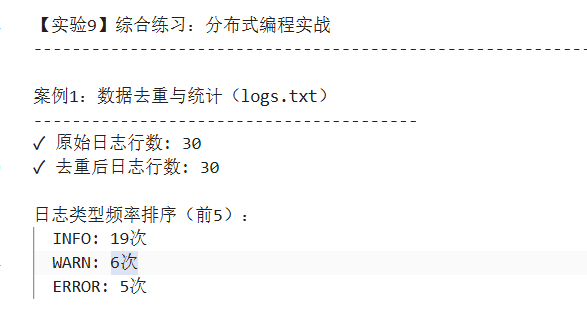 【实验9】综合练习：分布式编程实战
----------------------------------------------------
案例1：数据去重与统计（logs.txt）
------------------------------------
✓ 原始日志行数: 30
✓ 去重后日志行数: 30
日志类型频率排序（前5）：
INFO: 19次
WARN: 6次
ERROR: 5次